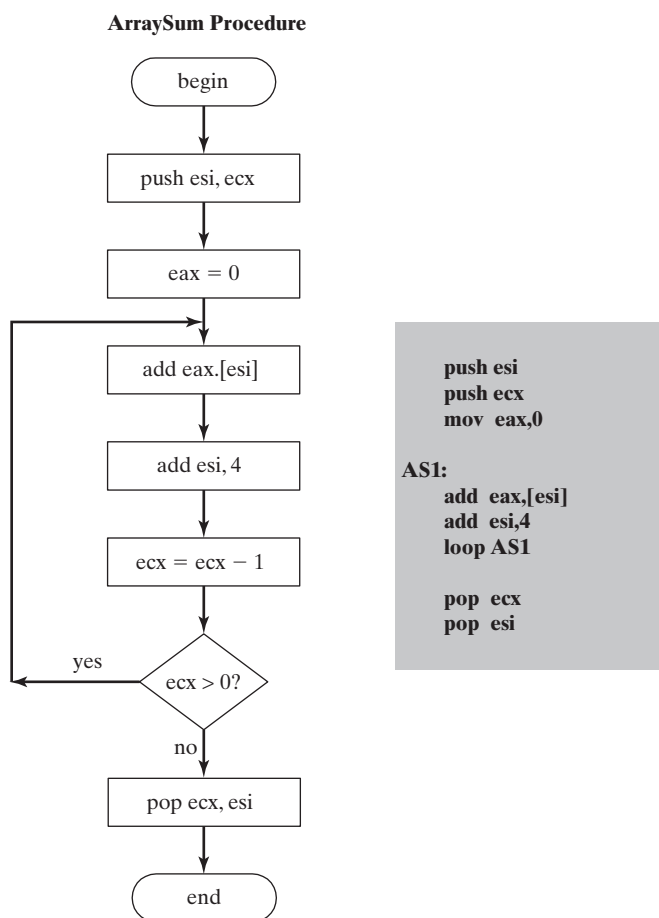 ArraySum Procedure
begin
push esi, ecx
eax = 0
add eax.[esi]
add esi, 4
ecx = ecx − 1
ecx > 0?
yes
no
pop ecx, esi
end
push esi
push ecx
mov eax,0
AS1:
add eax,[esi]
add esi,4
loop AS1
pop ecx
pop esi